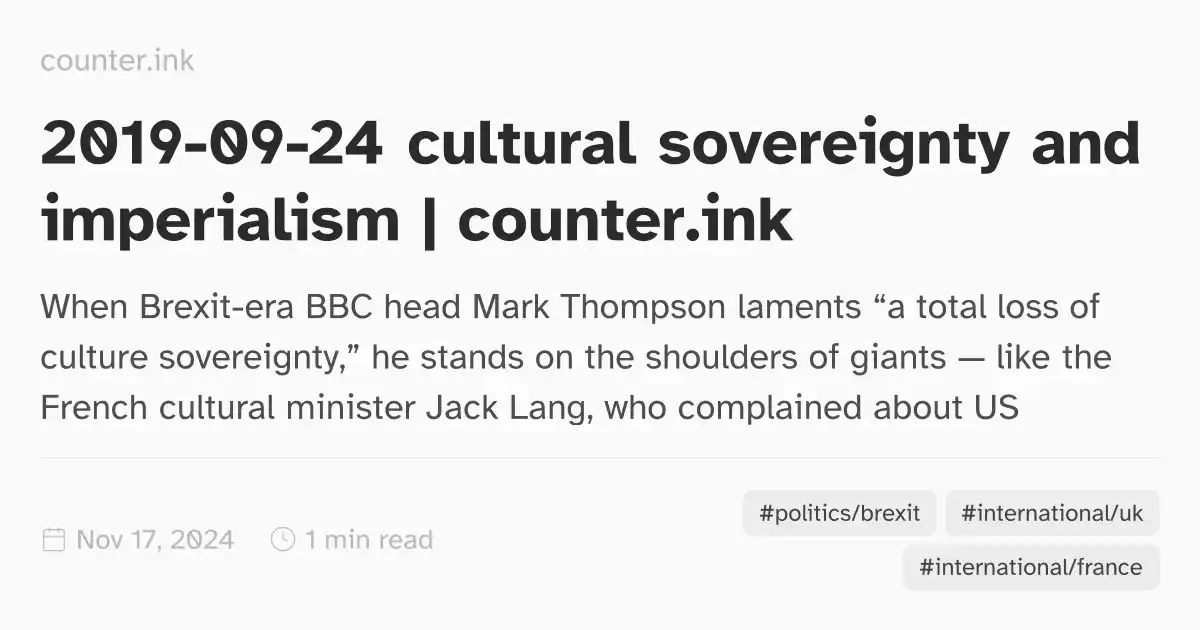 counter.ink
2019-09-24 cultural sovereignty and
imperialism | counter.ink
When Brexit-era BBC head Mark Thompson laments “a total loss of
culture sovereignty,” he stands on the shoulders of giants — like the
French cultural minister Jack Lang, who complained about US
Nov 17, 2024 1 min read
#politics/brexit #international/uk
#international/france